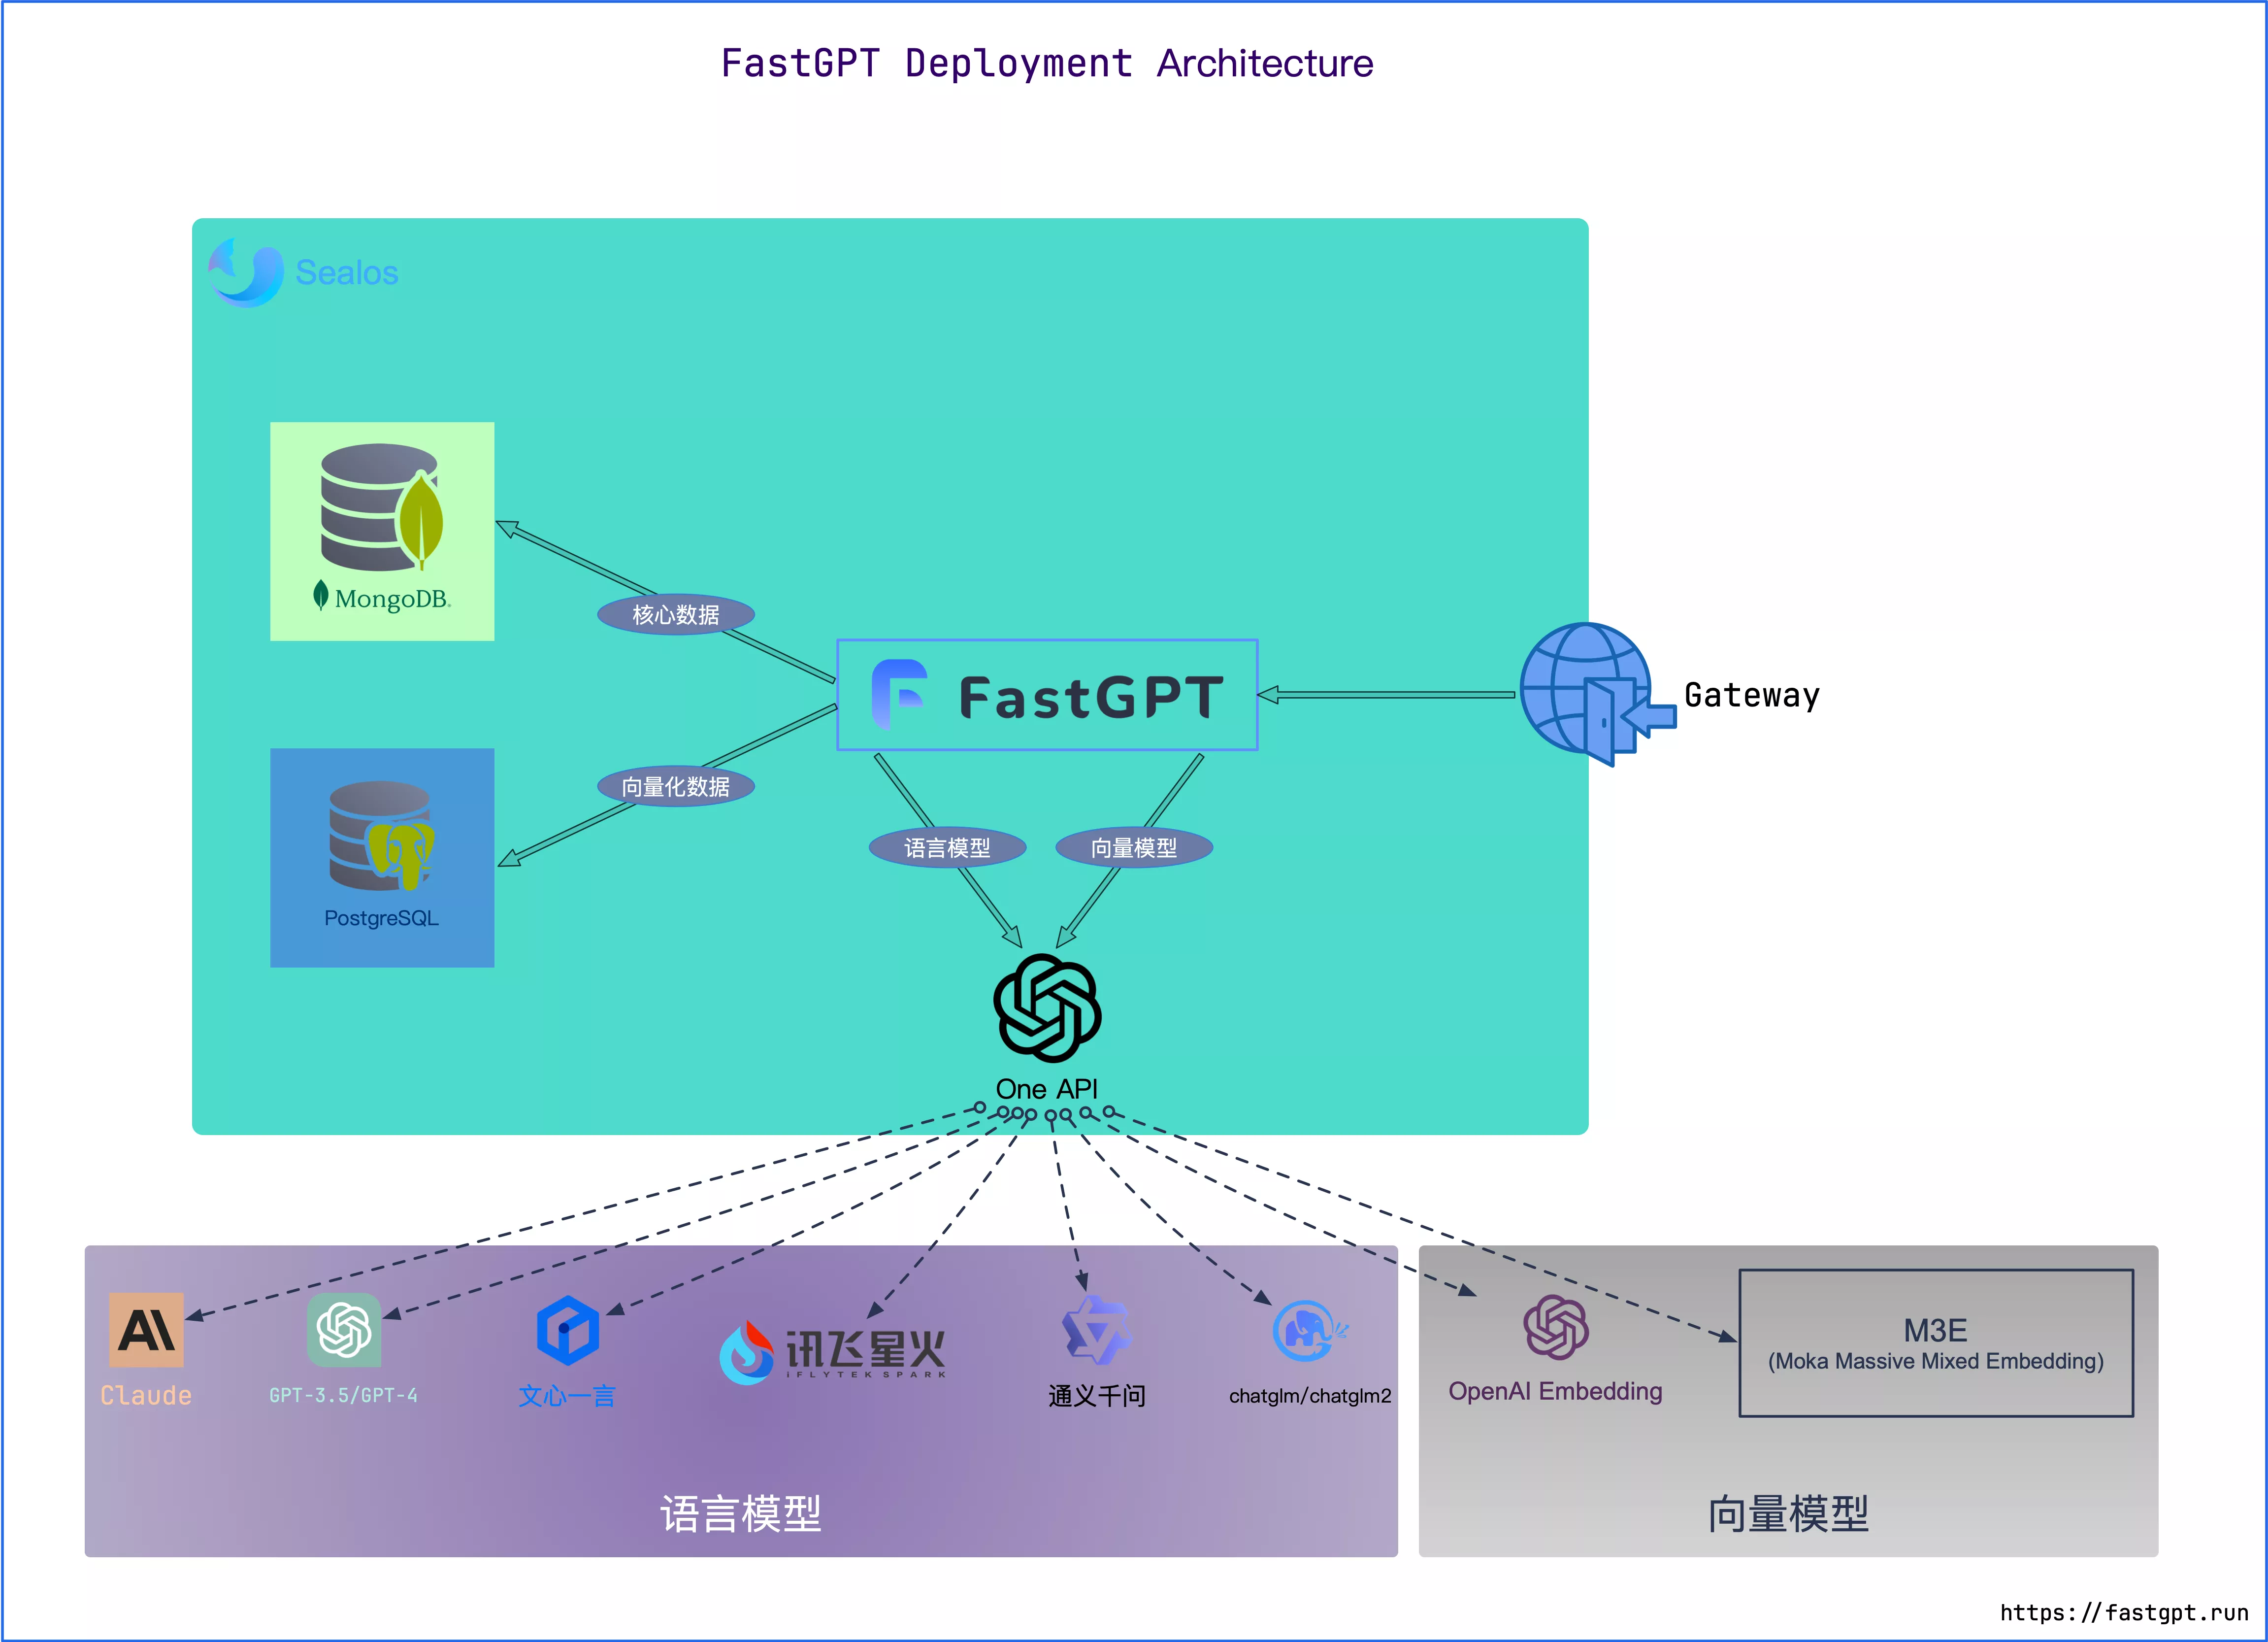 FastGPT Deployment Architecture
Sealos
MongoDB.
核心数据
FastGPT
Gateway
向量化数据
PostgreSQL
语言模型
向量模型
One API
Claude
GPT-3.5/GPT-4
文心一言
讯飞星火
IFLYTEK SPARK
通义千问
chatglm/chatglm2
语言模型
OpenAI Embedding
M3E
(Moka Massive Mixed Embedding)
向量模型
https://fastgpt.run